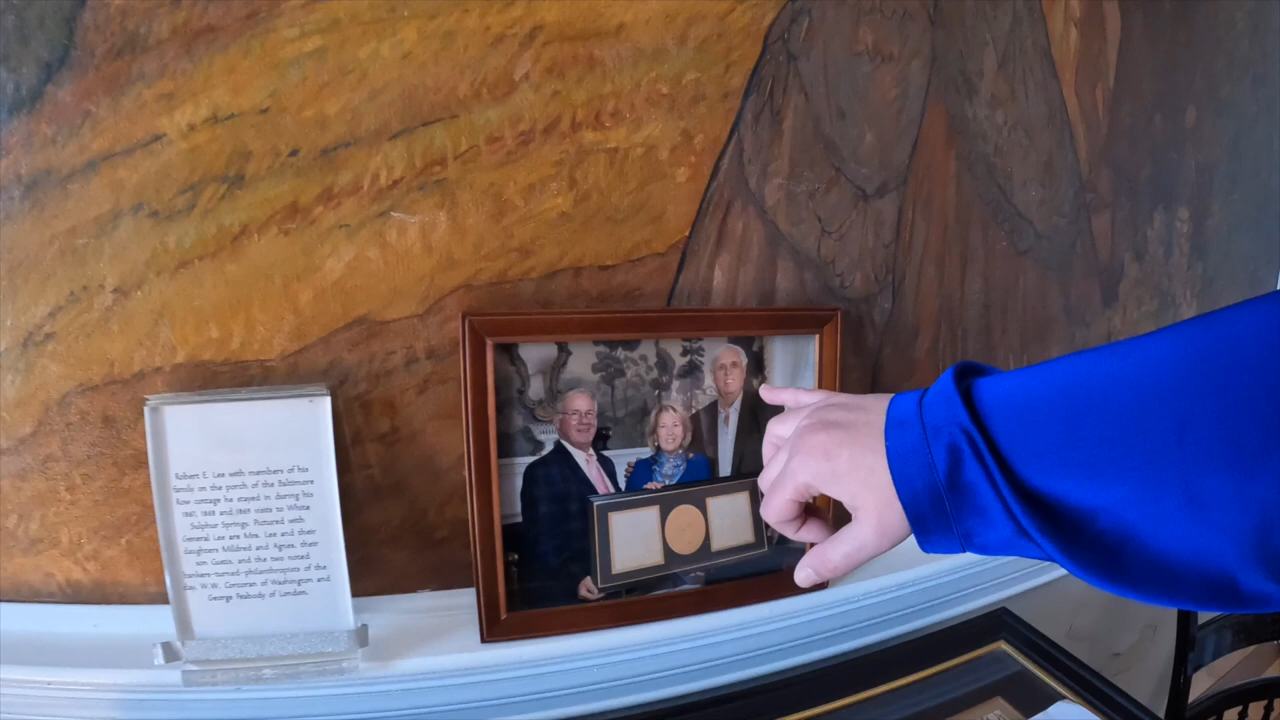 Robert E. Lee with members of his
family on the porch of the Baltimore
Row cottage he stayed in during his
1867, 1868 and 1869 visits to White
Sulphur Springs. Pictured with
General Lee are Mrs. Lee and their
daughters Mildred and Agnes, their
son Custis, and the two noted
bankers-turned-philanthropists of the
day, W.W. Corcoran of Washington and
George Peabody of London.